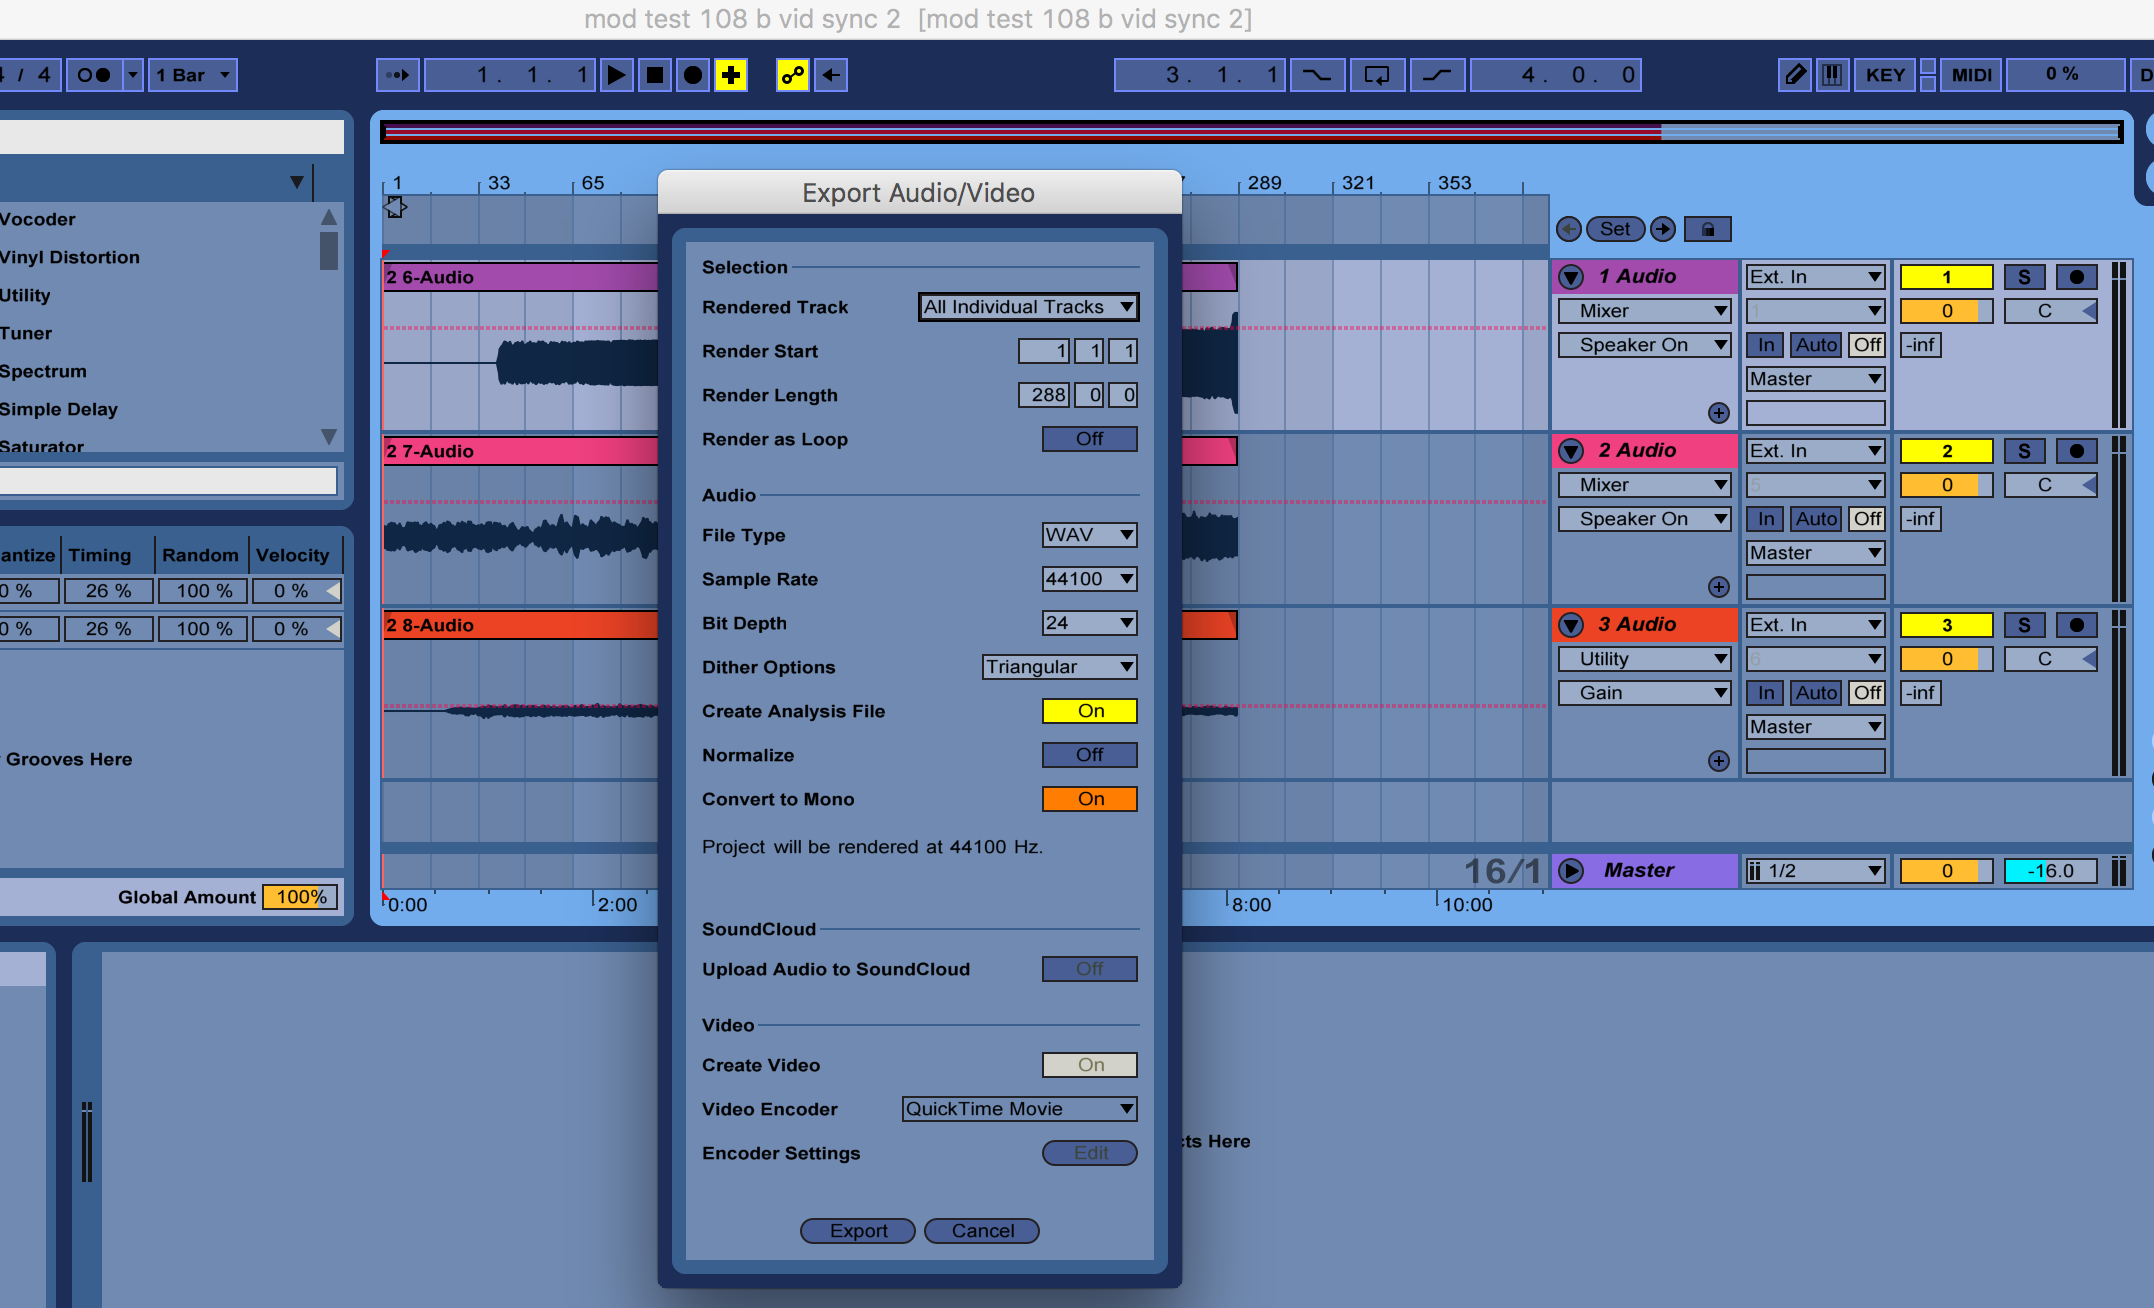 mod test 108 b vid sync 2  [mod test 108 b vid sync 2]
/ 4
1 Bar
1. 1. 1
3. 1. 1
4. 0. 0
KEY
MIDI
0 %
Export Audio/Video
1
33
65
289
321
353
Set
Vocoder
Vinyl Distortion
Utility
Tuner
Spectrum
Simple Delay
Saturator
antize
Timing
Random
Velocity
0 %
26 %
100 %
0 %
0 %
26 %
100 %
0 %
Grooves Here
Global Amount
100%
2 6-Audio
2 7-Audio
2 8-Audio
Selection
Rendered Track
All Individual Tracks
Render Start
1
1
1
Render Length
288
0
0
Render as Loop
Off
Audio
File Type
WAV
Sample Rate
44100
Bit Depth
24
Dither Options
Triangular
Create Analysis File
On
Normalize
Off
Convert to Mono
On
Project will be rendered at 44100 Hz.
SoundCloud
Upload Audio to SoundCloud
Off
Video
Create Video
On
Video Encoder
QuickTime Movie
Encoder Settings
Edit
Export
Cancel
1 Audio
Ext. In
1
S
Mixer
1
0
C
Speaker On
In
Auto
Off
-inf
Master
2 Audio
Ext. In
2
S
Mixer
5
0
C
Speaker On
In
Auto
Off
-inf
Master
3 Audio
Ext. In
3
S
Utility
6
0
C
Gain
In
Auto
Off
-inf
Master
16/1
Master
1/2
0
-16.0
0:00
2:00
8:00
10:00
cts Here